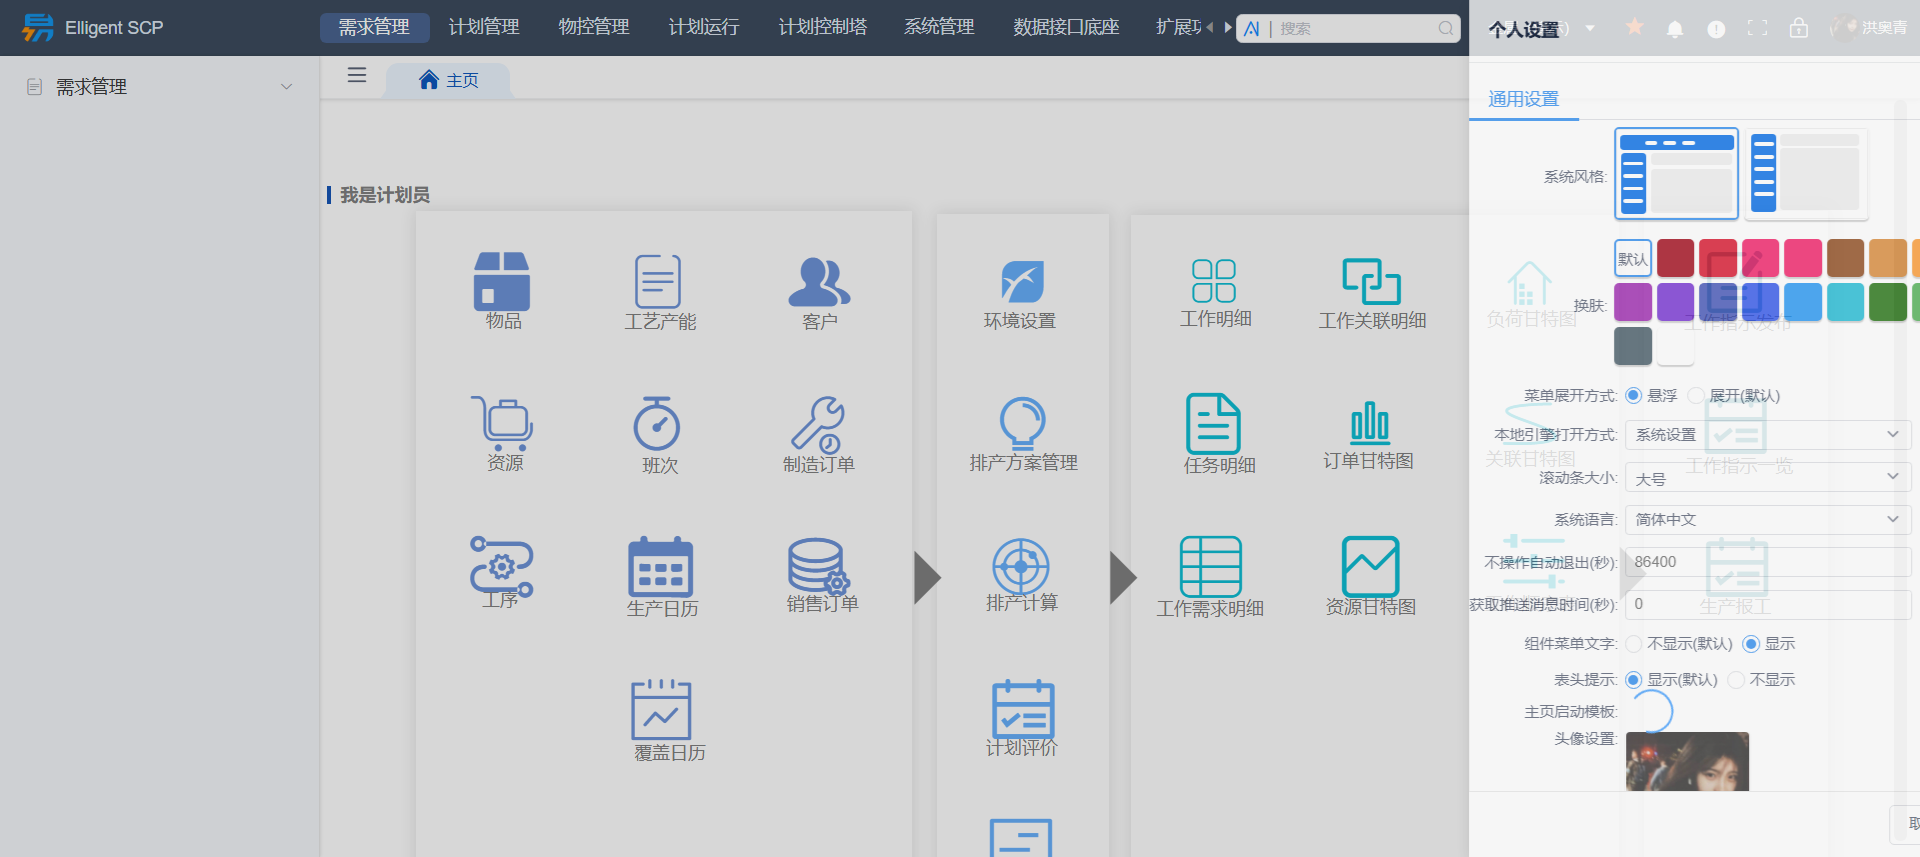 Elligent SCP
需求管理
计划管理
物控管理
计划运行
计划控制塔
系统管理
数据接口底座
扩展功
搜索
个人设置
洪奥青
需求管理
主页
通用设置
我是计划员
物品
工艺产能
客户
环境设置
工作明细
工作关联明细
负荷甘特图
工作指示发布
资源
班次
制造订单
排产方案管理
任务明细
订单甘特图
关联甘特图
工作指示一览
工序
生产日历
销售订单
排产计算
工作需求明细
资源甘特图
生产报工
覆盖日历
计划评价
系统风格:
换肤:
默认
菜单展开方式: 悬浮 展开(默认)
本地引擎打开方式: 系统设置
滚动条大小: 大号
系统语言: 简体中文
不操作自动退出(秒): 86400
获取推送消息时间(秒): 0
组件菜单文字: 不显示(默认) 显示
表头提示: 显示(默认) 不显示
主页启动模板:
头像设置:
取